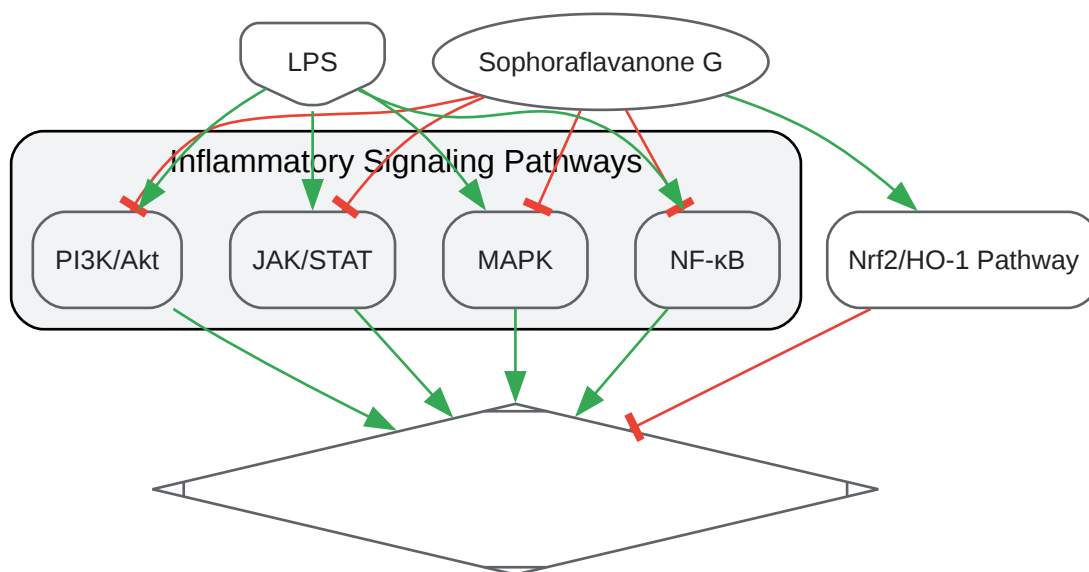 LPS
Sophoraflavanone G
Inflammatory Signaling Pathways
PI3K/Akt
JAK/STAT
MAPK
NF-κB
Nrf2/HO-1 Pathway